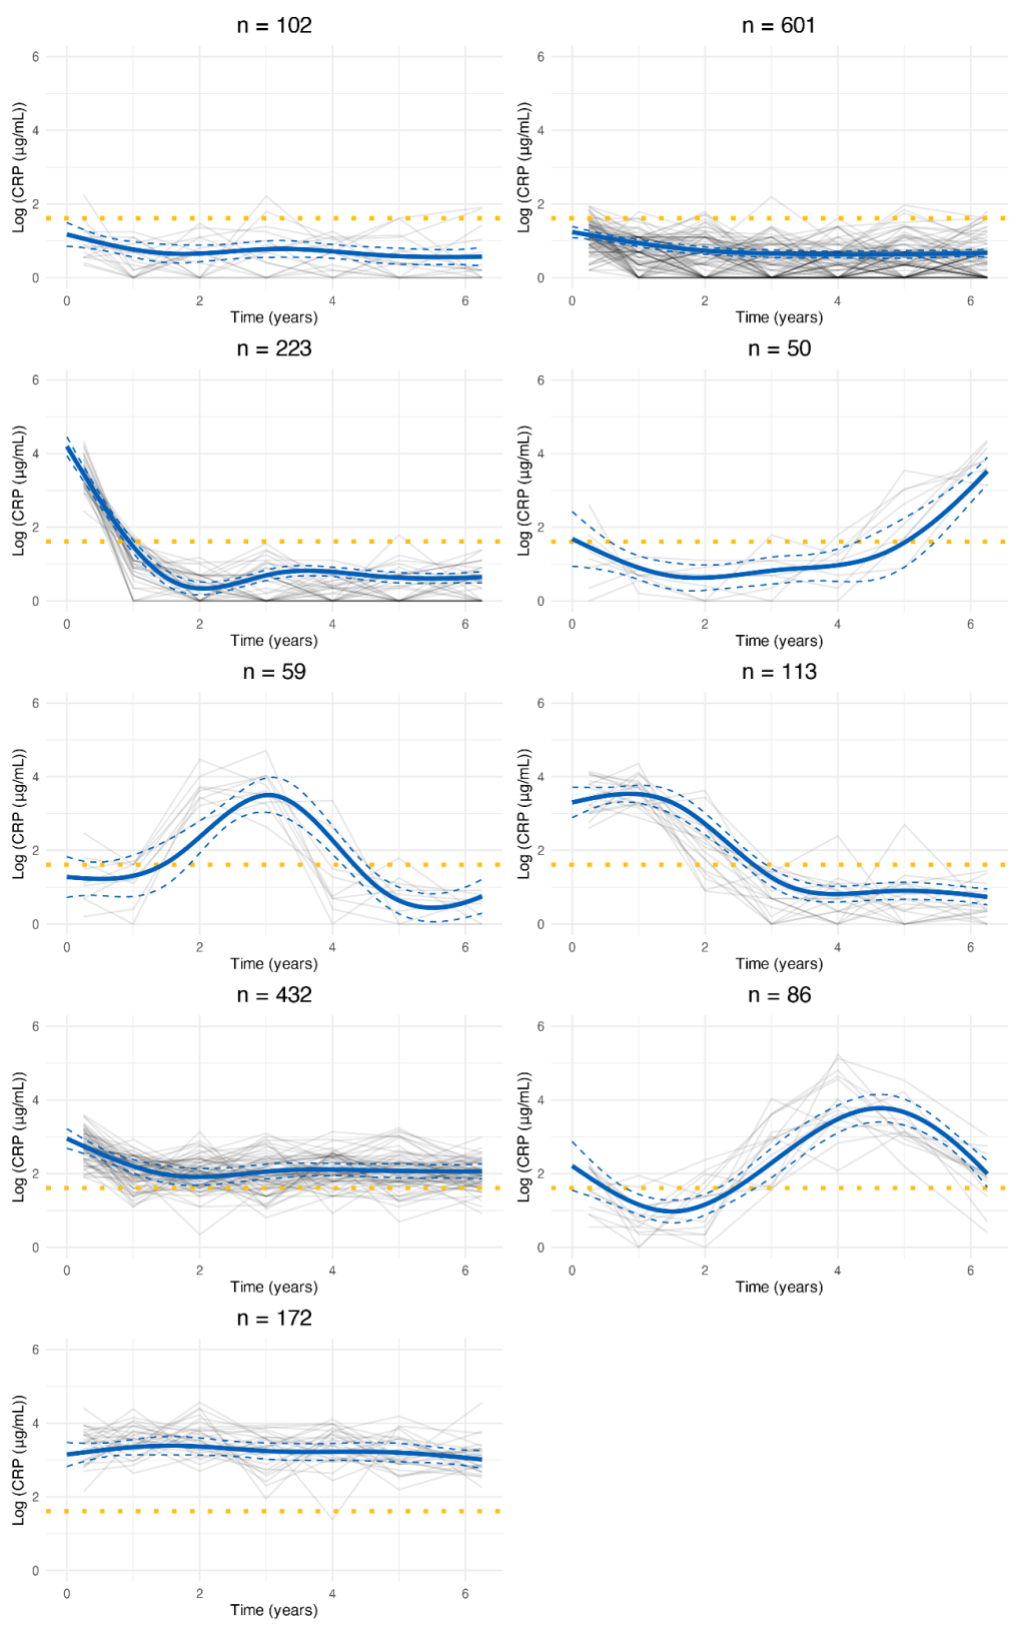 n = 102
Log (CRP (µg/mL))
6
4
2
0
0 2 4 6
Time (years)
n = 601
Log (CRP (µg/mL))
6
4
2
0
0 2 4 6
Time (years)
n = 223
Log (CRP (µg/mL))
6
4
2
0
0 2 4 6
Time (years)
n = 50
Log (CRP (µg/mL))
6
4
2
0
0 2 4 6
Time (years)
n = 59
Log (CRP (µg/mL))
6
4
2
0
0 2 4 6
Time (years)
n = 113
Log (CRP (µg/mL))
6
4
2
0
0 2 4 6
Time (years)
n = 432
Log (CRP (µg/mL))
6
4
2
0
0 2 4 6
Time (years)
n = 86
Log (CRP (µg/mL))
6
4
2
0
0 2 4 6
Time (years)
n = 172
Log (CRP (µg/mL))
6
4
2
0
0 2 4 6
Time (years)